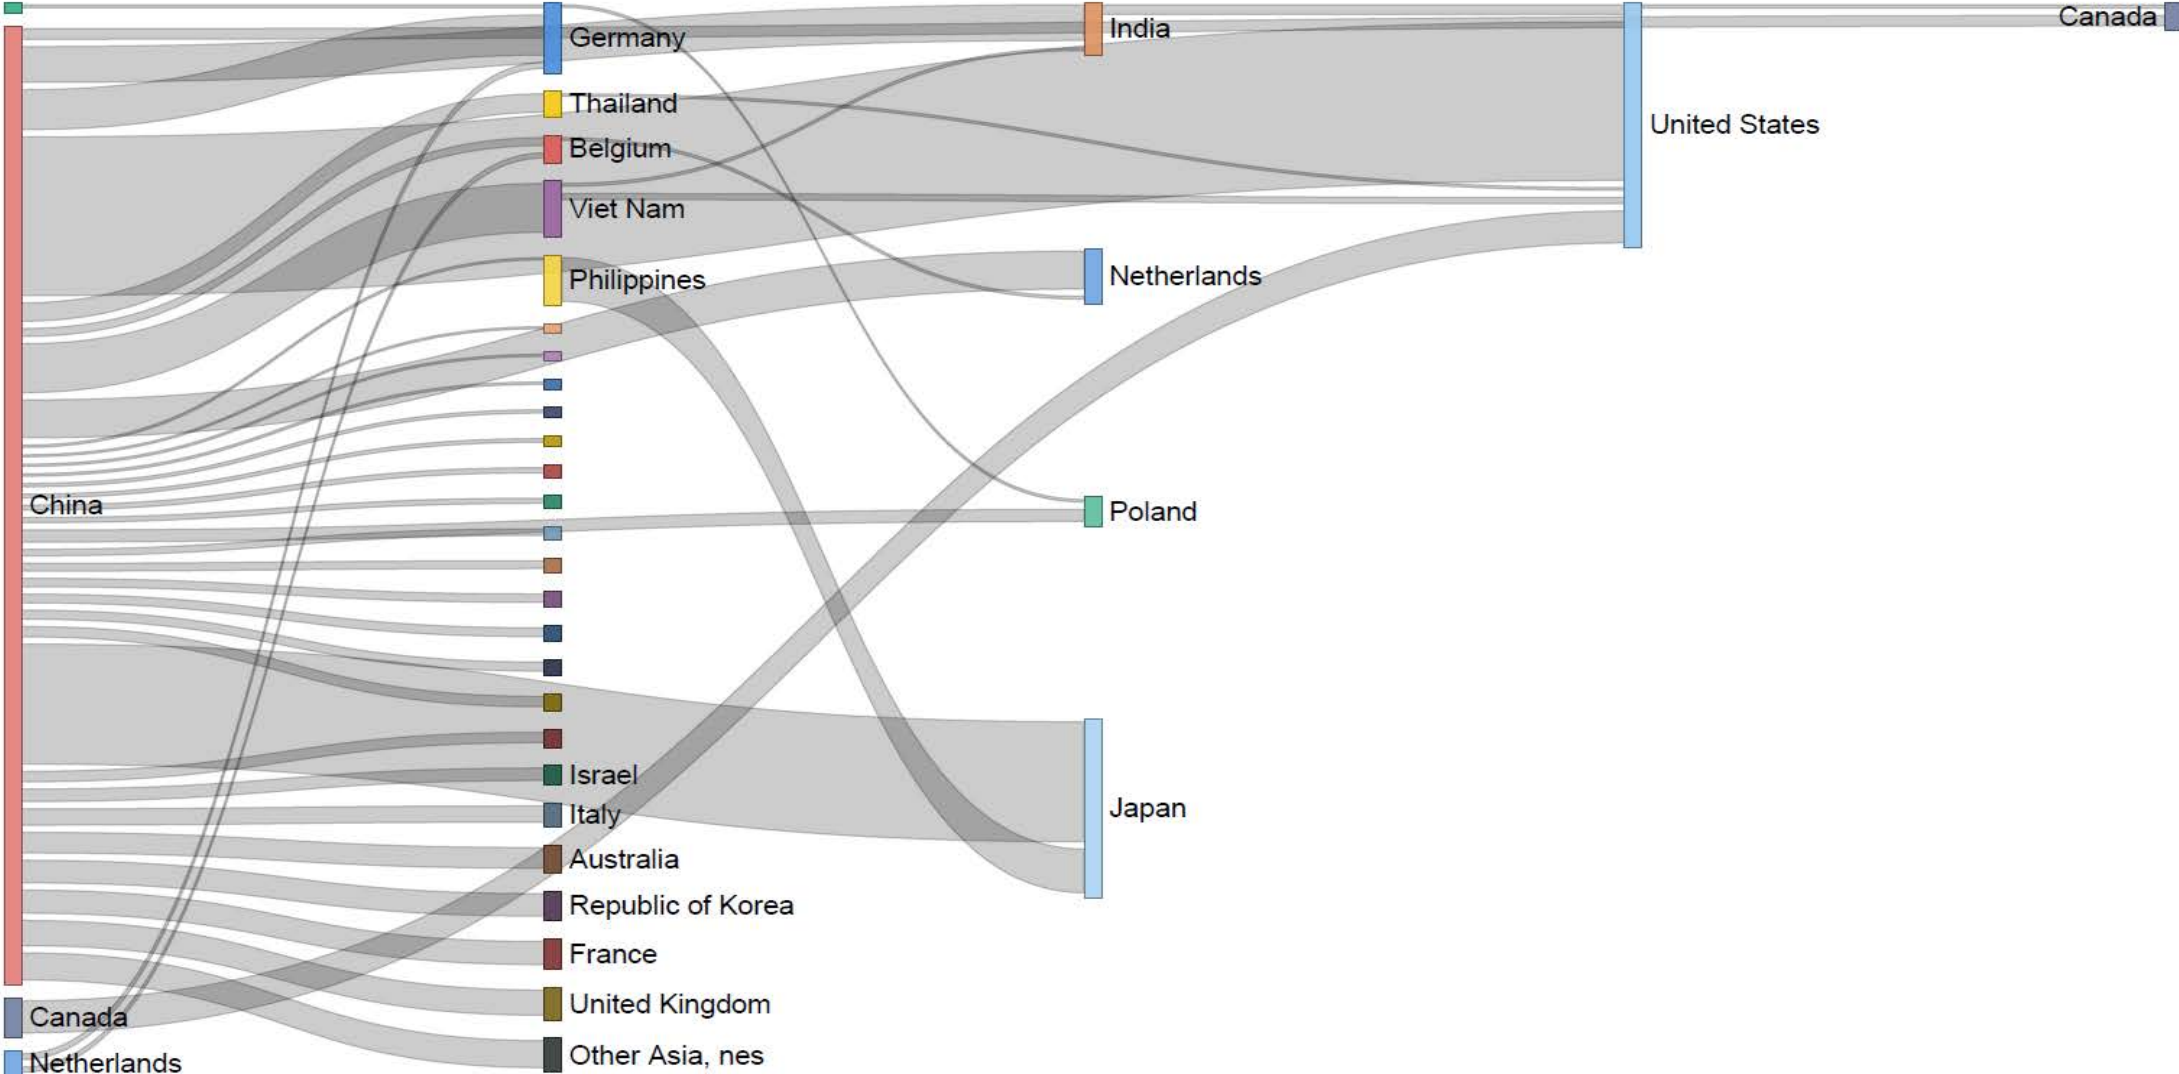 China
Canada
Netherlands
Germany
Thailand
Belgium
Viet Nam
Philippines
Israel
Italy
Australia
Republic of Korea
France
United Kingdom
Other Asia, nes
India
Netherlands
Poland
Japan
United States
Canada